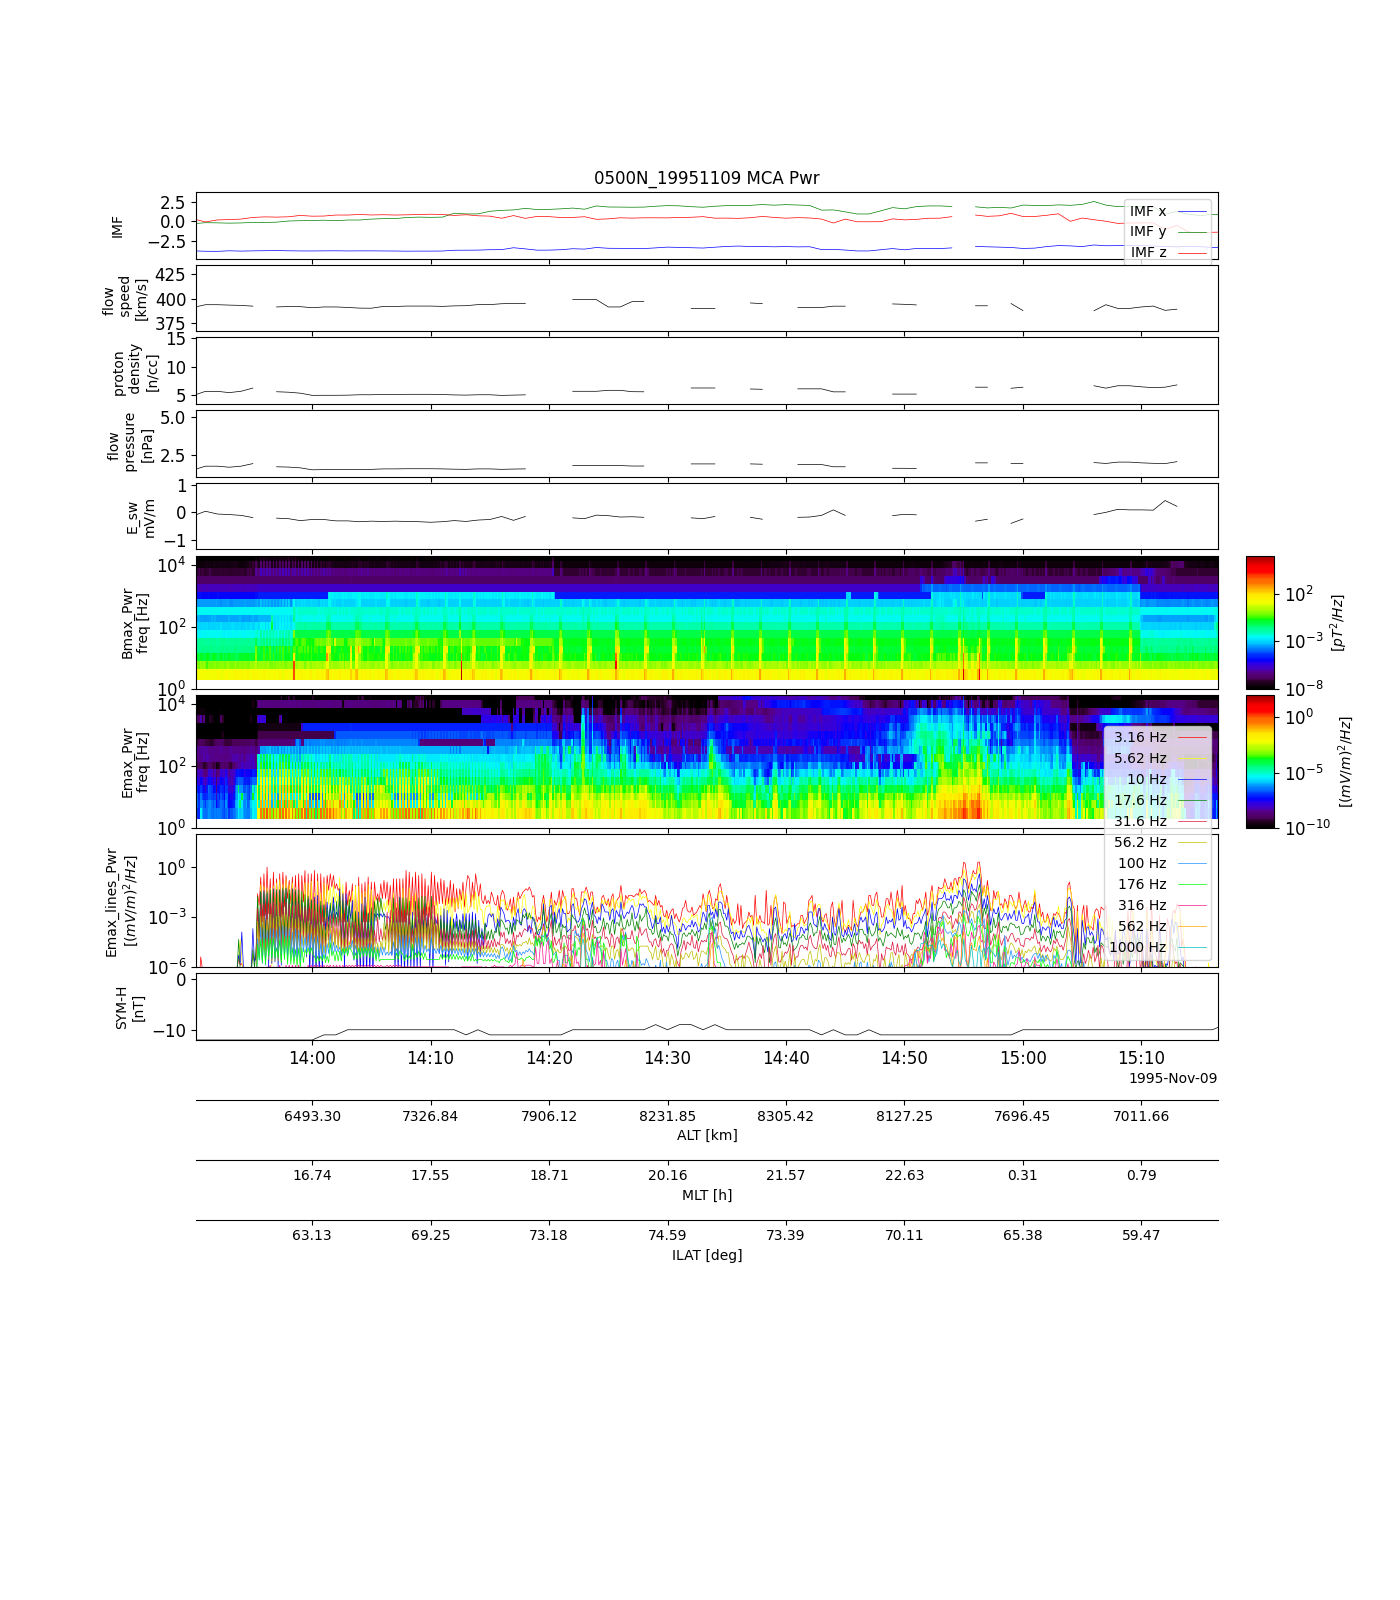 0500N_19951109 MCA Pwr
IMF
2.5
0.0
−2.5
IMF x
IMF y
IMF z
flow
speed
[km/s]
425
400
375
proton
density
[n/cc]
15
10
5
flow
pressure
[nPa]
5.0
2.5
E_sw
mV/m
1
0
−1
Bmax_Pwr
freq [Hz]
10^4
10^2
10^0
10^2
10^−3
10^−8
[pT^2/Hz]
Emax_Pwr
freq [Hz]
10^4
10^2
10^0
10^0
10^−5
10^−10
[(mV/m)^2/Hz]
3.16 Hz
5.62 Hz
10 Hz
17.6 Hz
31.6 Hz
56.2 Hz
100 Hz
176 Hz
316 Hz
562 Hz
1000 Hz
Emax_lines_Pwr
[(mV/m)^2/Hz]
10^0
10^−3
10^−6
SYM-H
[nT]
0
−10
14:00 14:10 14:20 14:30 14:40 14:50 15:00 15:10
1995-Nov-09
6493.30 7326.84 7906.12 8231.85 8305.42 8127.25 7696.45 7011.66
ALT [km]
16.74 17.55 18.71 20.16 21.57 22.63 0.31 0.79
MLT [h]
63.13 69.25 73.18 74.59 73.39 70.11 65.38 59.47
ILAT [deg]